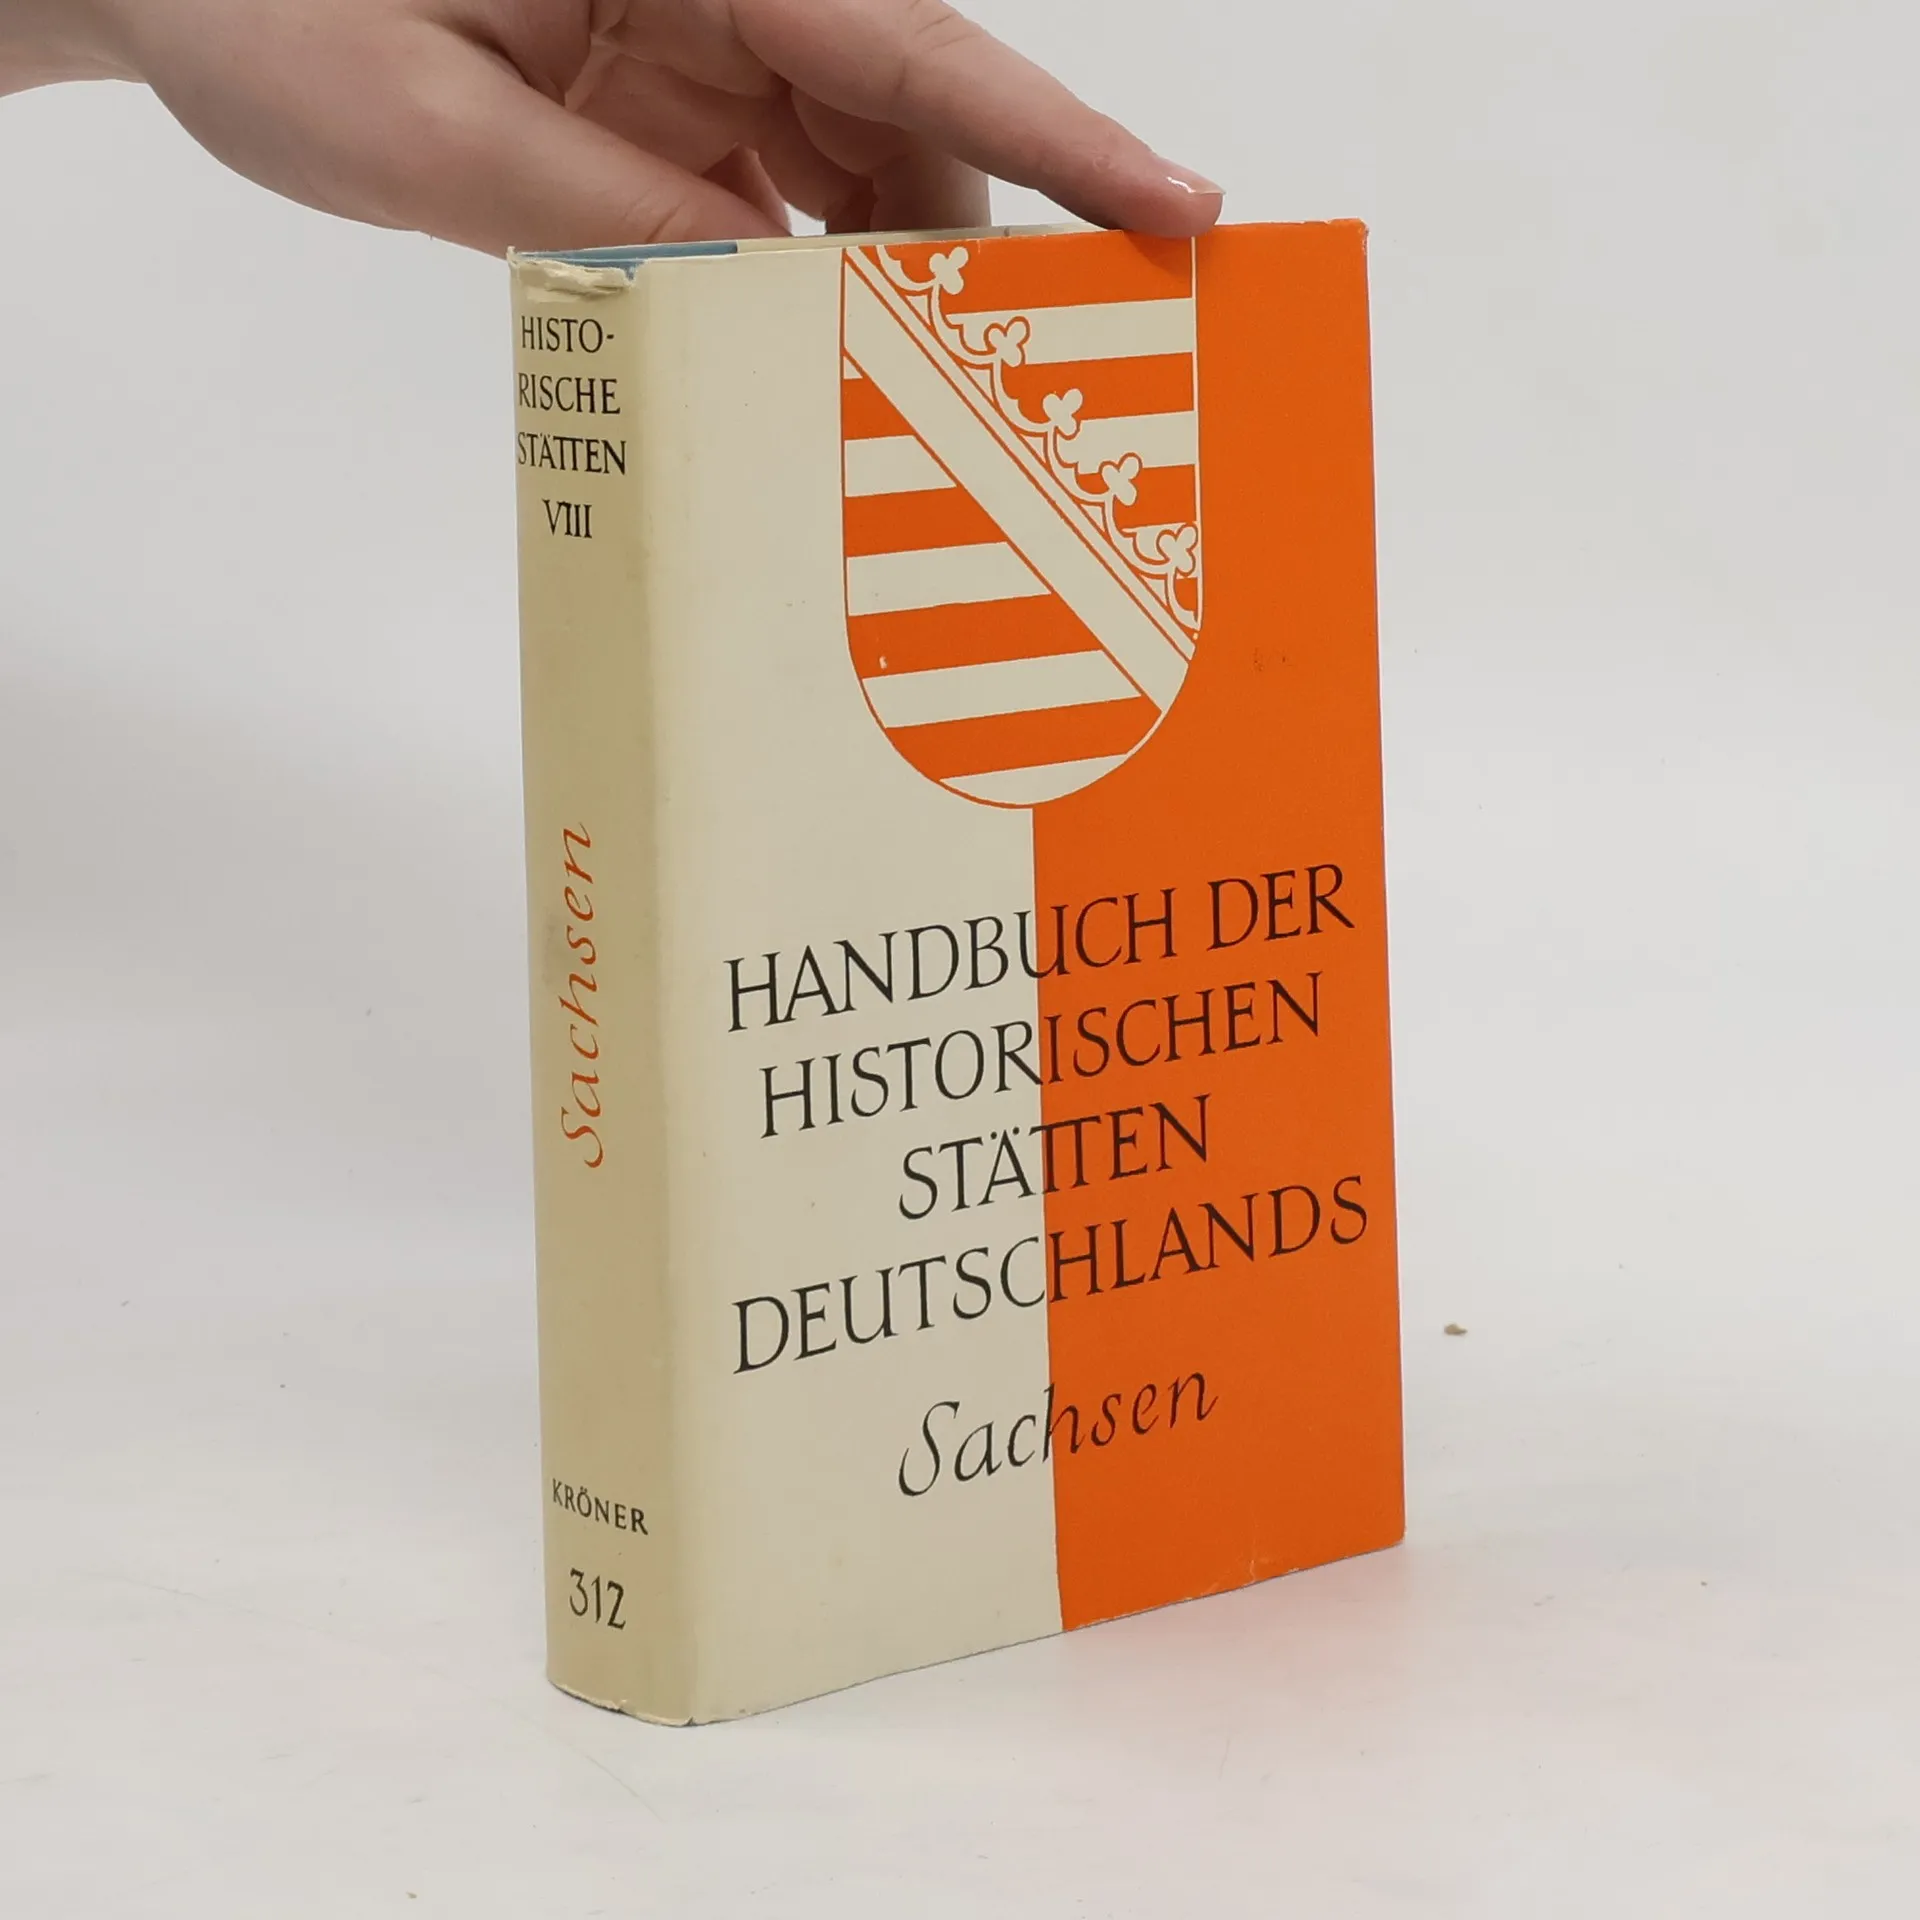 HISTO-
RISCHE
STÄTTEN
VIII
Sachsen
KRÖNER
312
HANDBUCH DER
HISTORISCHEN
STÄTTEN
DEUTSCHLANDS
Sachsen